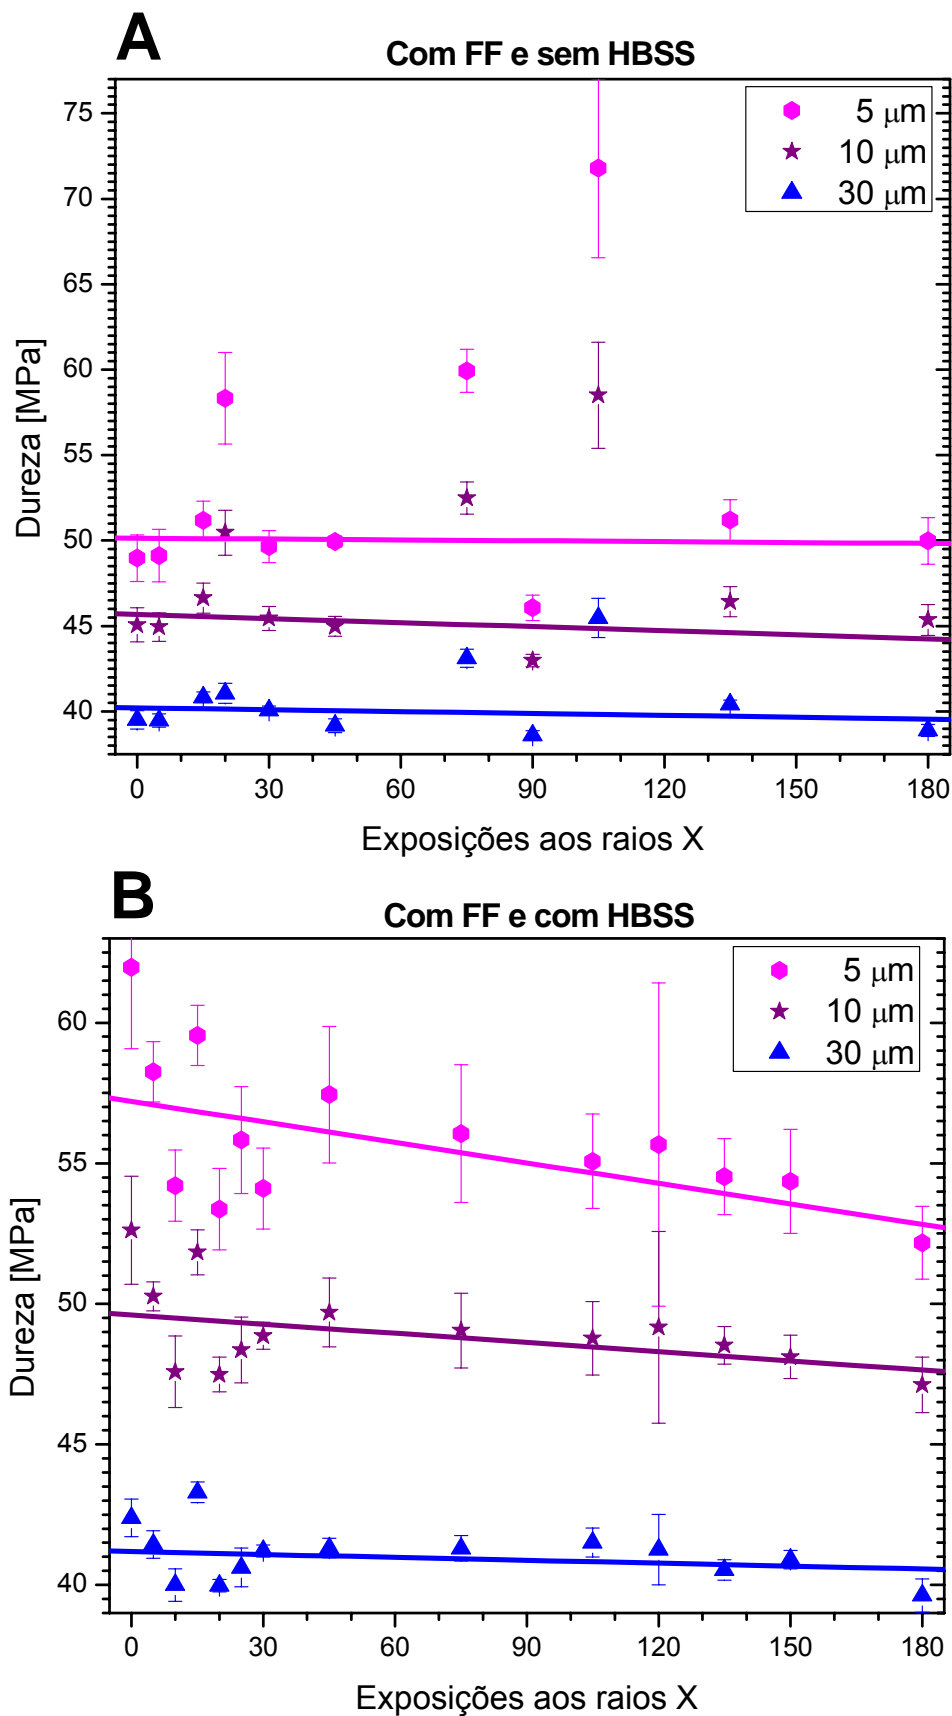 A
Com FF e sem HBSS
5 μm
10 μm
30 μm
75
70
65
60
55
50
45
40
Dureza [MPa]
0 30 60 90 120 150 180
Exposições aos raios X
B
Com FF e com HBSS
5 μm
10 μm
30 μm
60
55
50
45
40
Dureza [MPa]
0 30 60 90 120 150 180
Exposições aos raios X